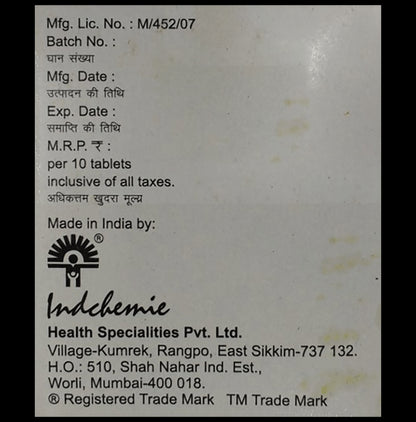 Mfg. Lic. No. : M/452/07
Batch No. :
घान संख्या
Mfg. Date :
उत्पादन की तिथि
Exp. Date :
समाप्ति की तिथि
M.R.P. ₹ :
per 10 tablets
inclusive of all taxes.
अधिकत्तम खुदरा मूल्य
Made in India by:
®
Indchemie
Health Specialities Pvt. Ltd.
Village-Kumrek, Rangpo, East Sikkim-737 132.
H.O.: 510, Shah Nahar Ind. Est.,
Worli, Mumbai-400 018.
® Registered Trade Mark TM Trade Mark